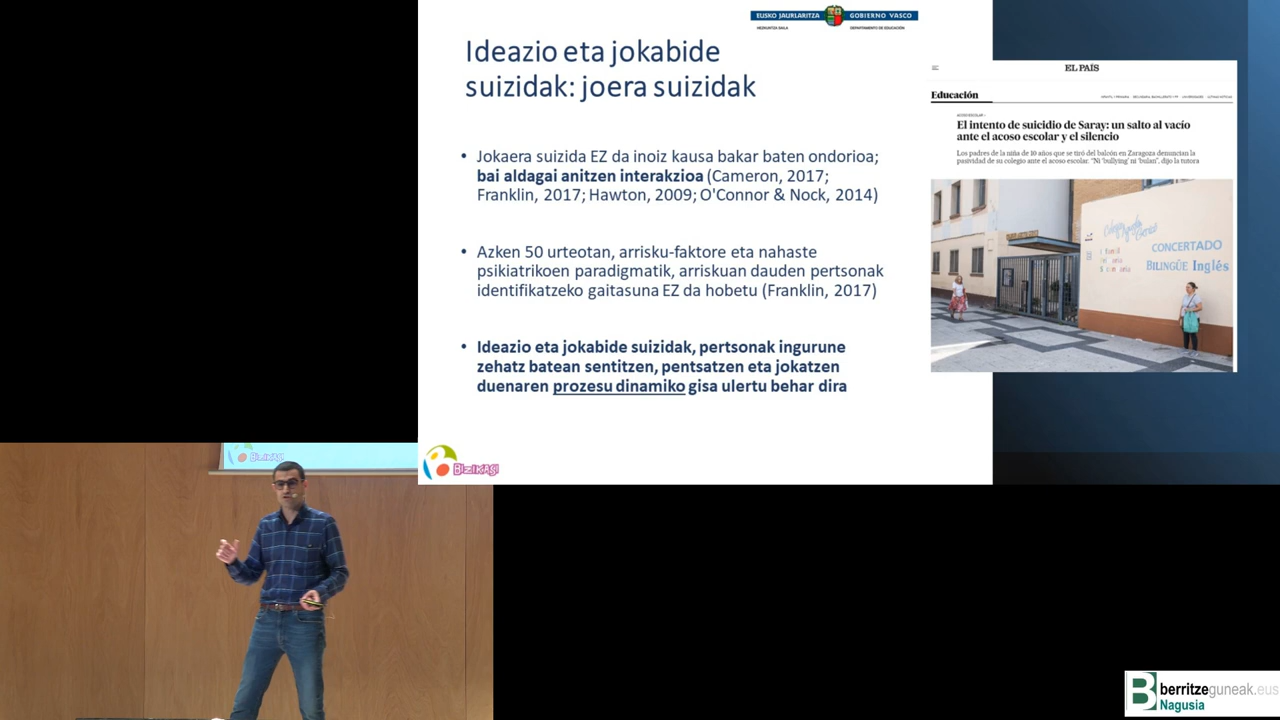 EUSKO JAURLARITZA
GOBIERNO VASCO
HEZKUNTZA SAILA
DEPARTAMENTO DE EDUCACIÓN
Ideazio eta jokabide
suizidak: joera suizidak
• Jokaera suizida EZ da inoiz kausa bakar baten ondorioa;
bai aldagai anitzen interakzioa (Cameron, 2017;
Franklin, 2017; Hawton, 2009; O'Connor & Nock, 2014)
• Azken 50 urteotan, arrisku-faktore eta nahaste
psikiatrikoen paradigmatik, arriskuan dauden pertsonak
identifikatzeko gaitasuna EZ da hobetu (Franklin, 2017)
• Ideazio eta jokabide suizidak, pertsonak ingurune
zehatz batean sentitzen, pentsatzen eta jokatzen
duenaren prozesu dinamiko gisa ulertu behar dira
BIZIKASI
EL PAÍS
Educación
INFANTIL Y PRIMARIA · SECUNDARIA, BACHILLERATO Y FP · UNIVERSIDADES · ÚLTIMAS NOTICIAS
ACOSO ESCOLAR ›
El intento de suicidio de Saray: un salto al vacío
ante el acoso escolar y el silencio
Los padres de la niña de 10 años que se tiró del balcón en Zaragoza denuncian la
pasividad de su colegio ante el acoso escolar. "Ni 'bullying' ni 'bulan", dijo la tutora
CONCERTADO
BILINGÜE Inglés
Infantil
BIZIKASI
berritzeguneak.eus
Nagusia